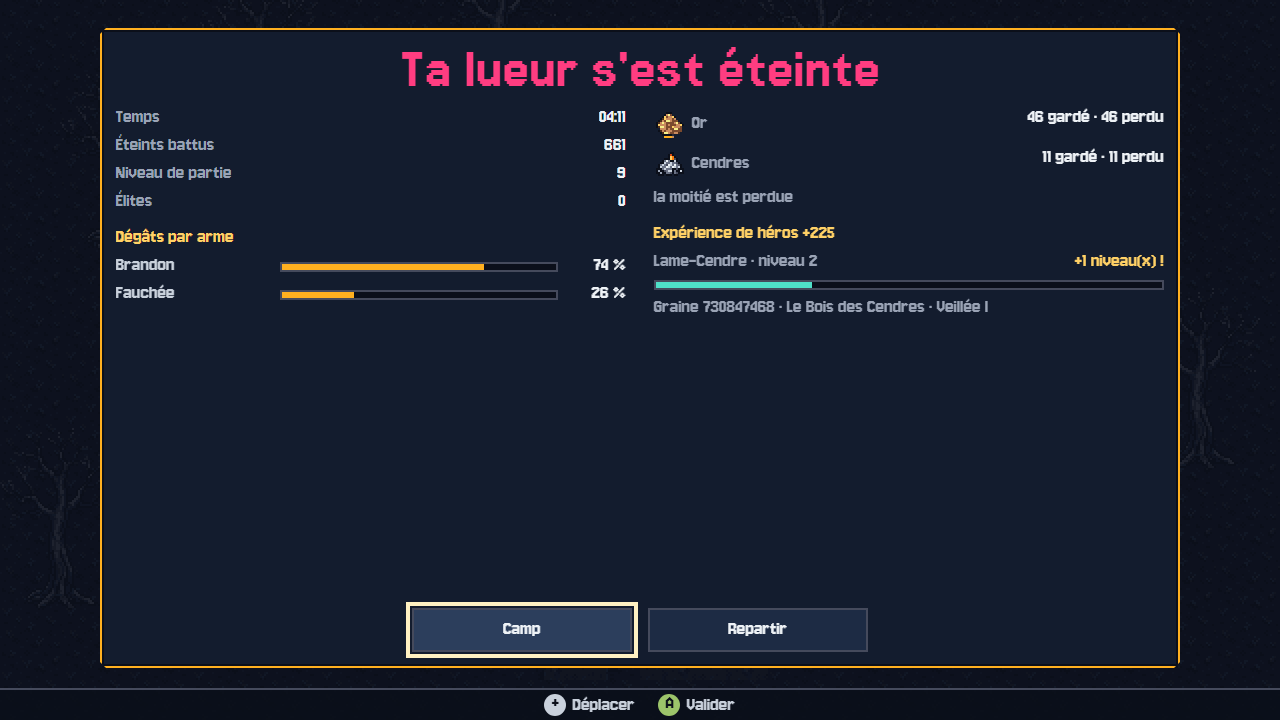 Ta lueur s'est éteinte
Temps 04:11
Éteints battus 661
Niveau de partie 9
Élites 0
Dégâts par arme
Brandon 74 %
Fauchée 26 %
Or 46 gardé · 46 perdu
Cendres 11 gardé · 11 perdu
la moitié est perdue
Expérience de héros +225
Lame-Cendre · niveau 2 +1 niveau(x) !
Graine 730847468 · Le Bois des Cendres · Veillée I
Camp
Repartir
Déplacer
A Valider